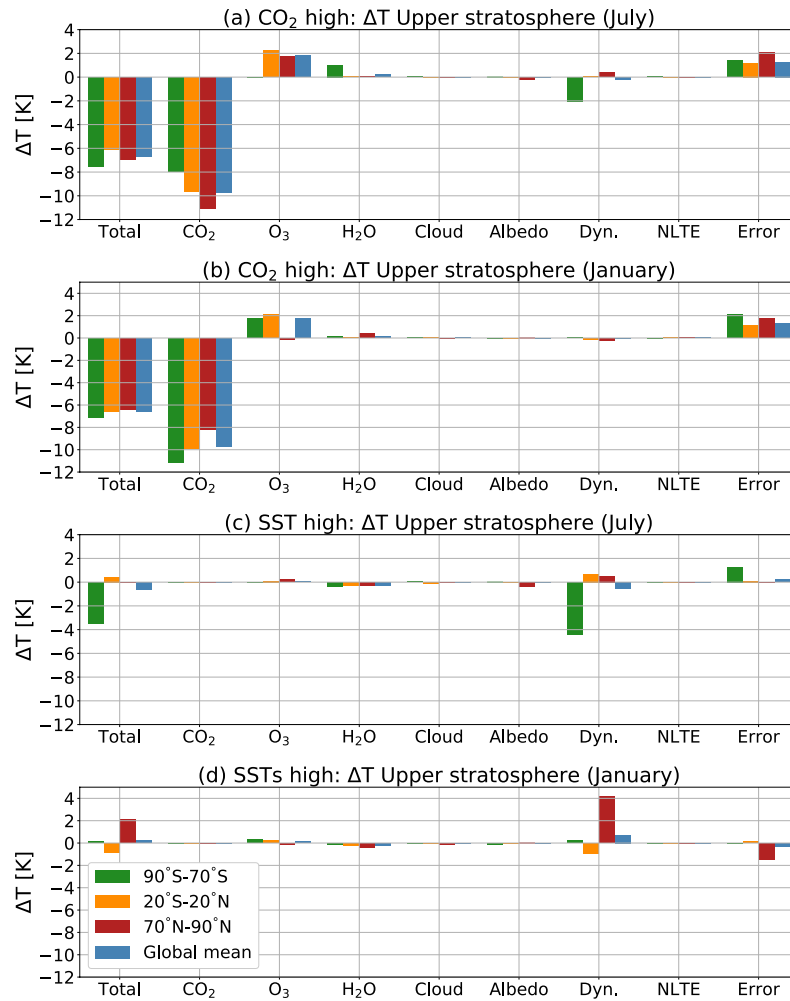 (a) CO₂ high: ΔT Upper stratosphere (July)
4
2
0
−2
−4
−6
−8
−10
−12
ΔT [K]
Total CO₂ O₃ H₂O Cloud Albedo Dyn. NLTE Error
(b) CO₂ high: ΔT Upper stratosphere (January)
4
2
0
−2
−4
−6
−8
−10
−12
ΔT [K]
Total CO₂ O₃ H₂O Cloud Albedo Dyn. NLTE Error
(c) SST high: ΔT Upper stratosphere (July)
4
2
0
−2
−4
−6
−8
−10
−12
ΔT [K]
Total CO₂ O₃ H₂O Cloud Albedo Dyn. NLTE Error
(d) SSTs high: ΔT Upper stratosphere (January)
4
2
0
−2
−4
−6
−8
−10
−12
ΔT [K]
90°S-70°S
20°S-20°N
70°N-90°N
Global mean
Total CO₂ O₃ H₂O Cloud Albedo Dyn. NLTE Error